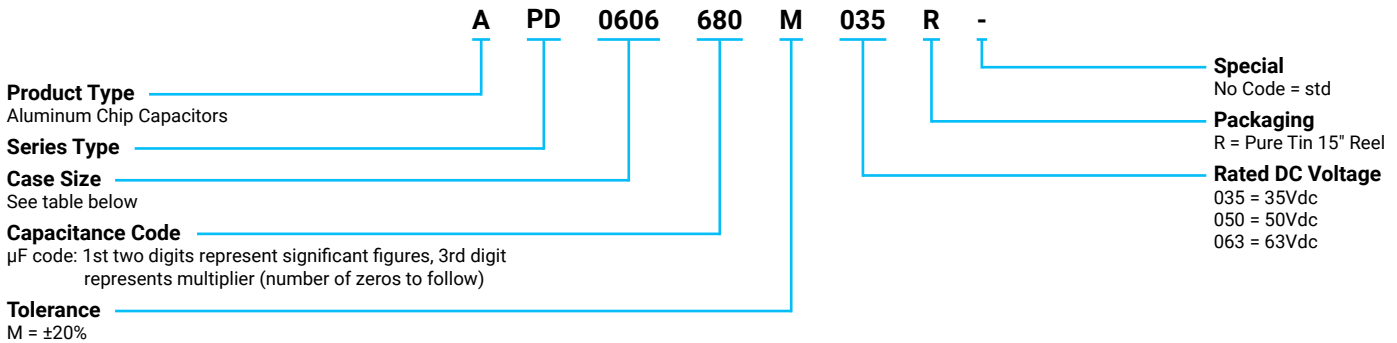 A PD 0606 680 M 035 R -
Product Type
Aluminum Chip Capacitors
Series Type
Case Size
See table below
Capacitance Code
µF code: 1st two digits represent significant figures, 3rd digit
represents multiplier (number of zeros to follow)
Tolerance
M = ±20%
Special
No Code = std
Packaging
R = Pure Tin 15" Reel
Rated DC Voltage
035 = 35Vdc
050 = 50Vdc
063 = 63Vdc